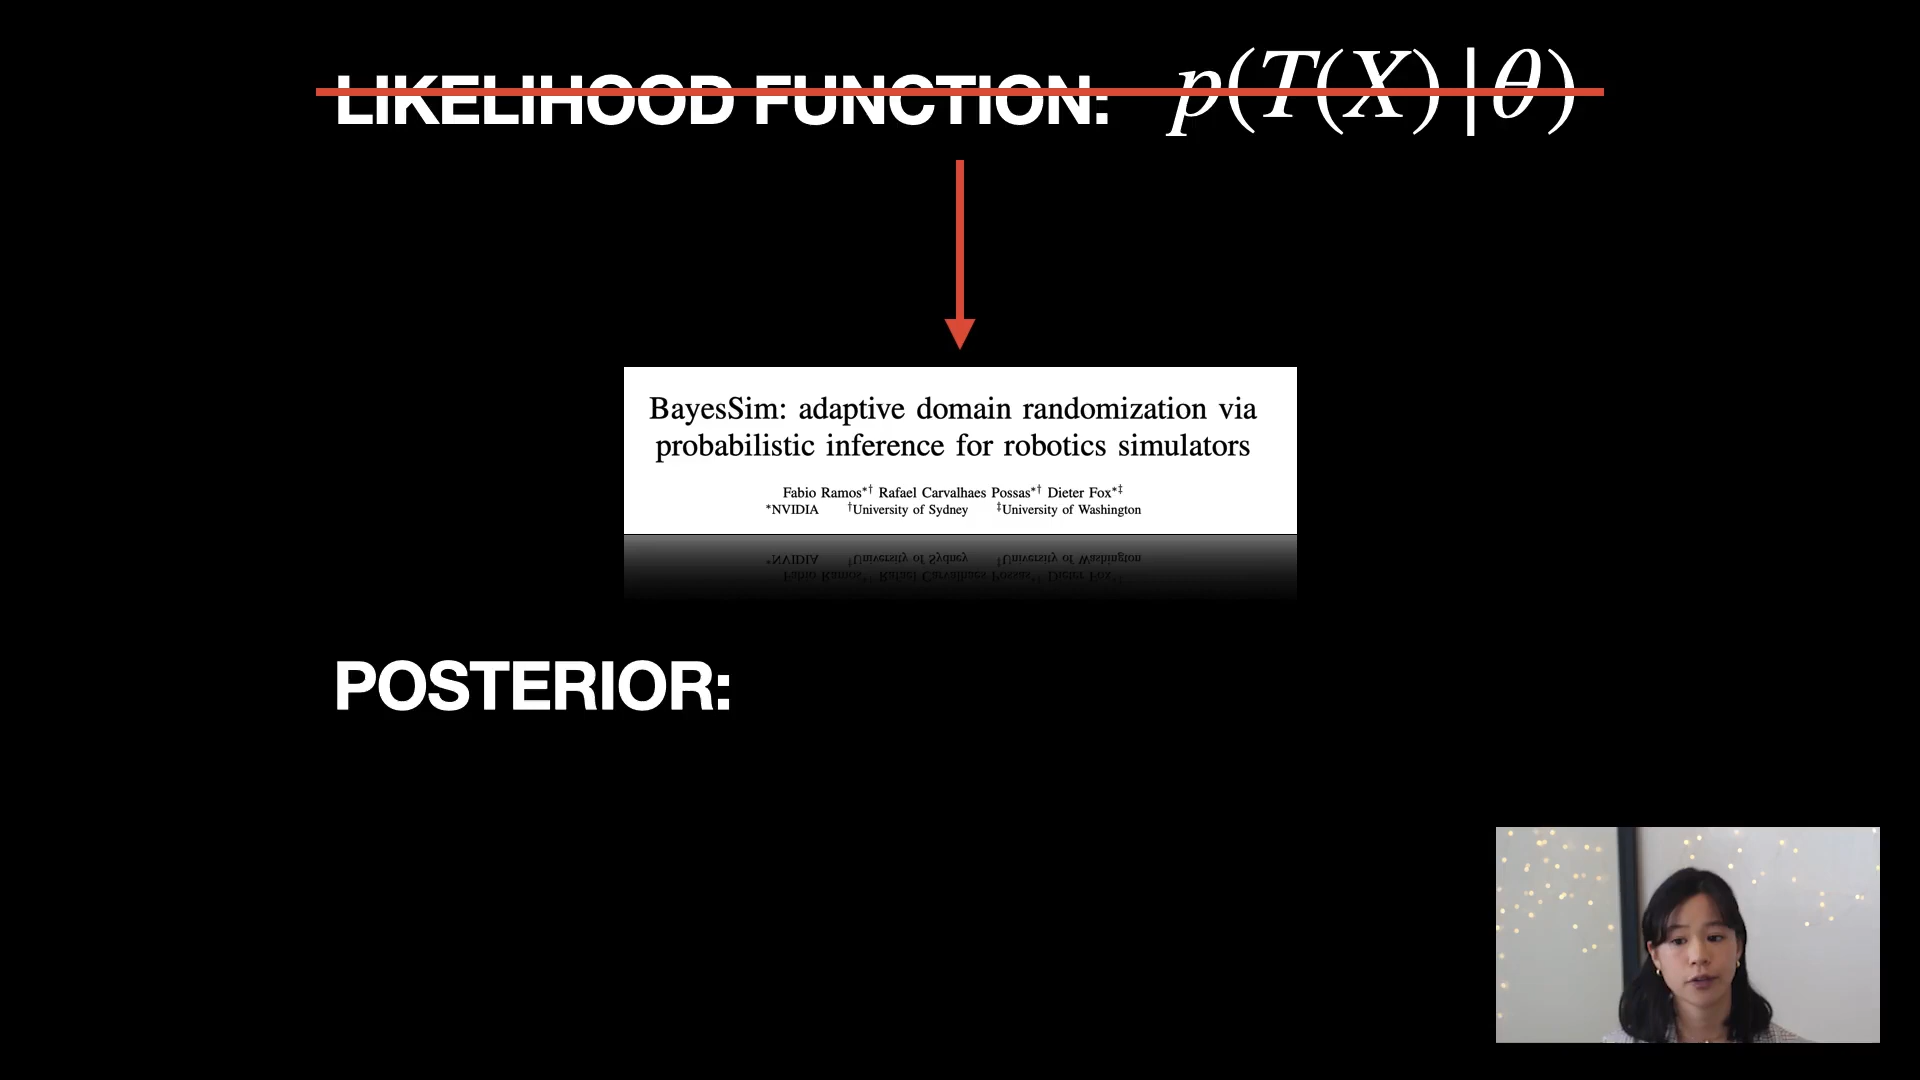 LIKELIHOOD FUNCTION: p(T(X)|θ)
BayesSim: adaptive domain randomization via
probabilistic inference for robotics simulators
Fabio Ramos*† Rafael Carvalhaes Possas*† Dieter Fox*‡
*NVIDIA †University of Sydney ‡University of Washington
POSTERIOR: